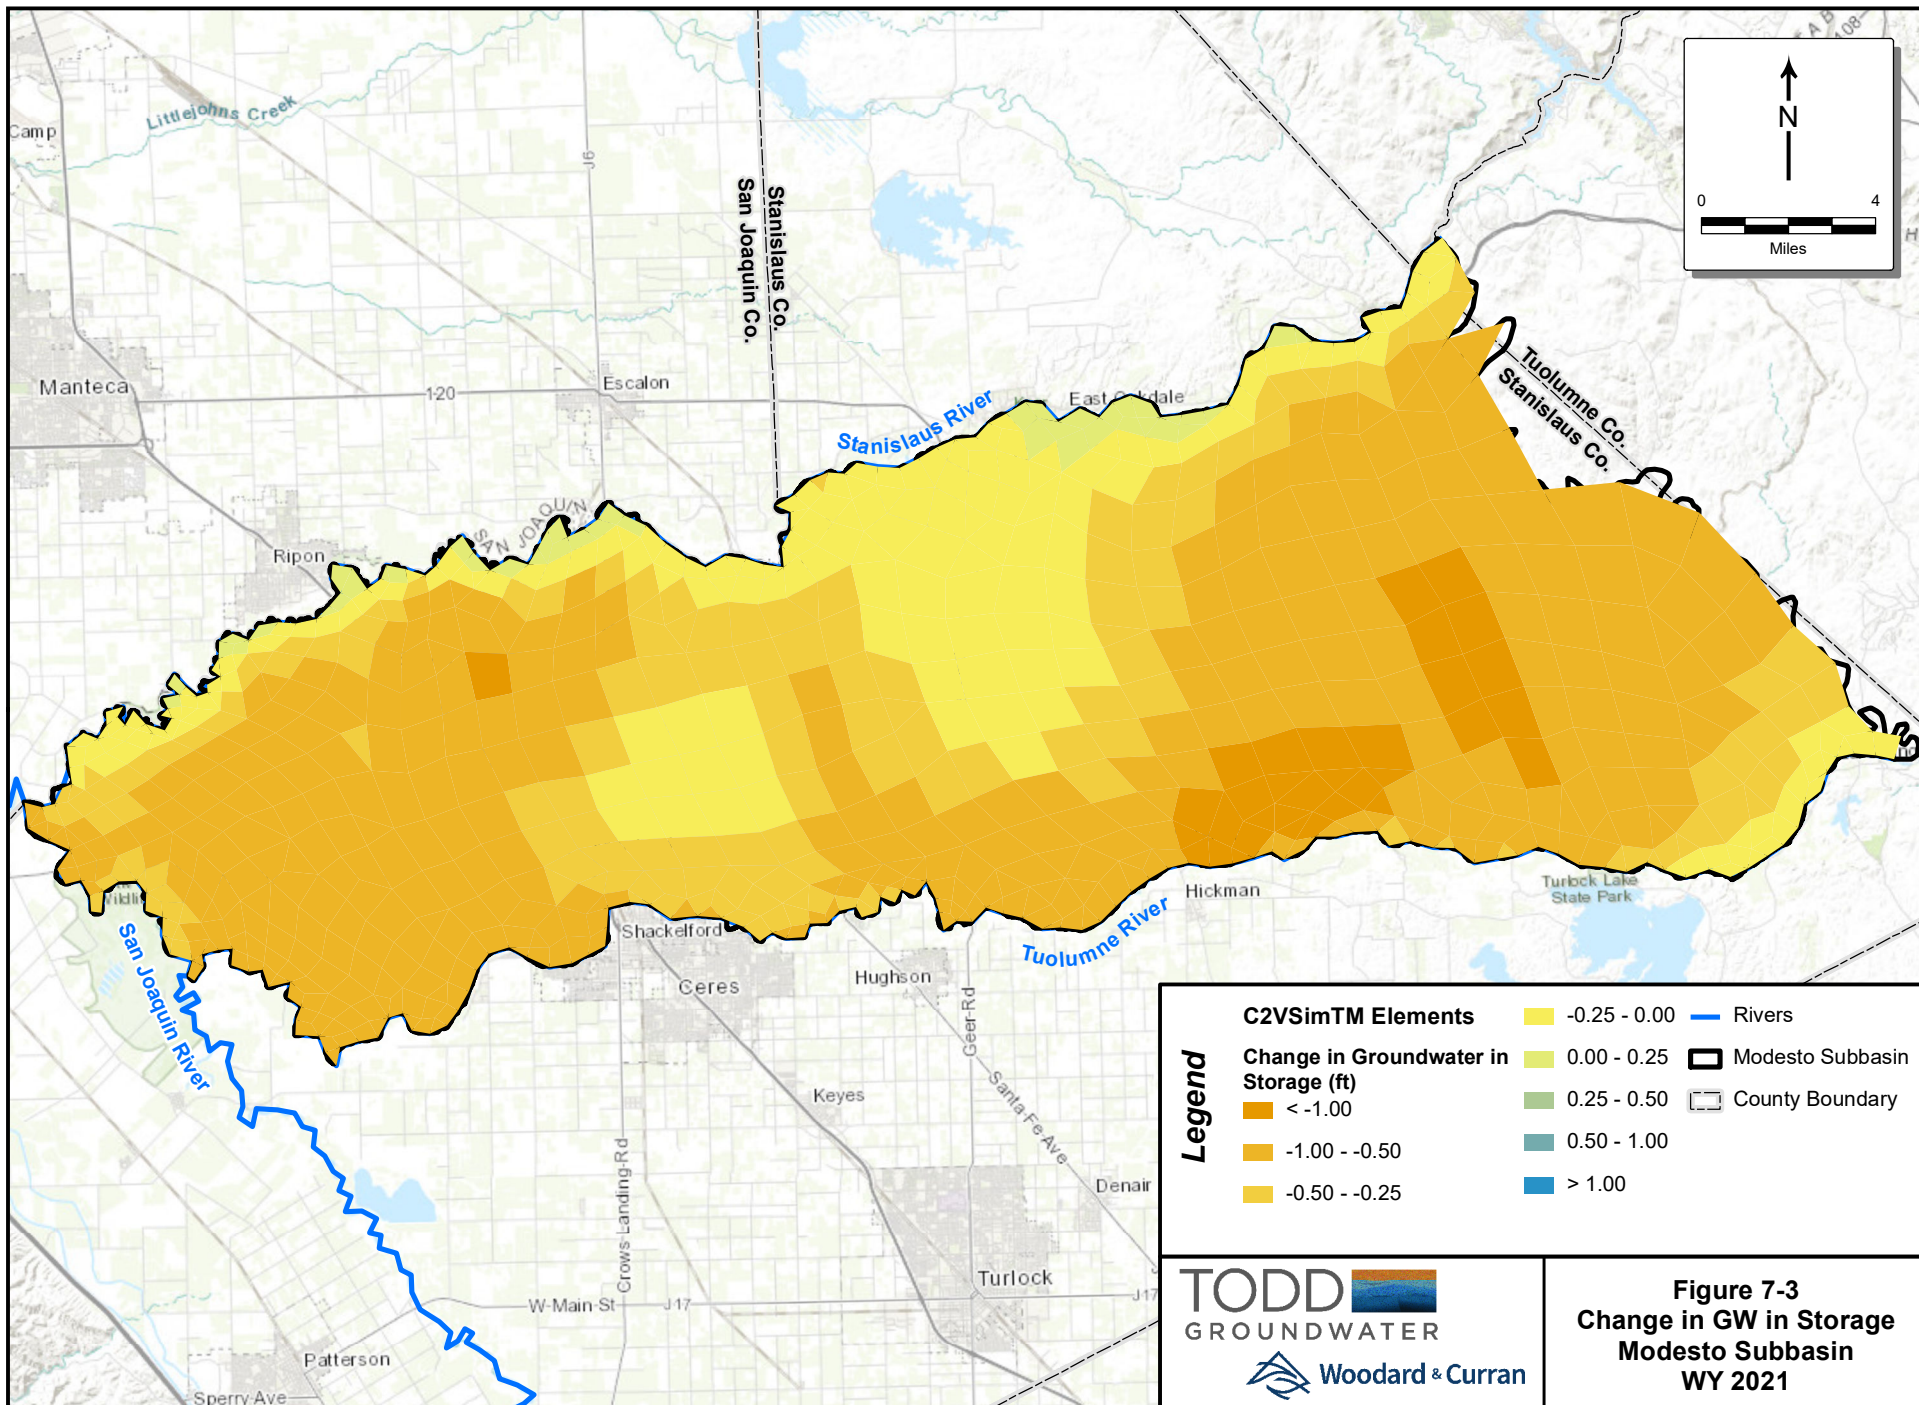 Littlejohns Creek
Camp
J6
108
N
0 4
Miles
Stanislaus Co.
San Joaquin Co.
Manteca
120
Escalon
East Oakdale
Stanislaus River
Tuolumne Co.
Stanislaus Co.
SAN JOAQUIN
Ripon
San Joaquin River
Shackelford
Ceres
Hughson
Hickman
Tuolumne River
Turlock Lake
State Park
Geer-Rd
Santa-Fe-Ave
Keyes
Crows-Landing-Rd
Denair
Turlock
W-Main-St
J17
J17
Patterson
Sperry-Ave
Legend
C2VSimTM Elements
Change in Groundwater in
Storage (ft)
< -1.00
-1.00 - -0.50
-0.50 - -0.25
-0.25 - 0.00
0.00 - 0.25
0.25 - 0.50
0.50 - 1.00
> 1.00
Rivers
Modesto Subbasin
County Boundary
TODD
GROUNDWATER
Woodard & Curran
Figure 7-3
Change in GW in Storage
Modesto Subbasin
WY 2021